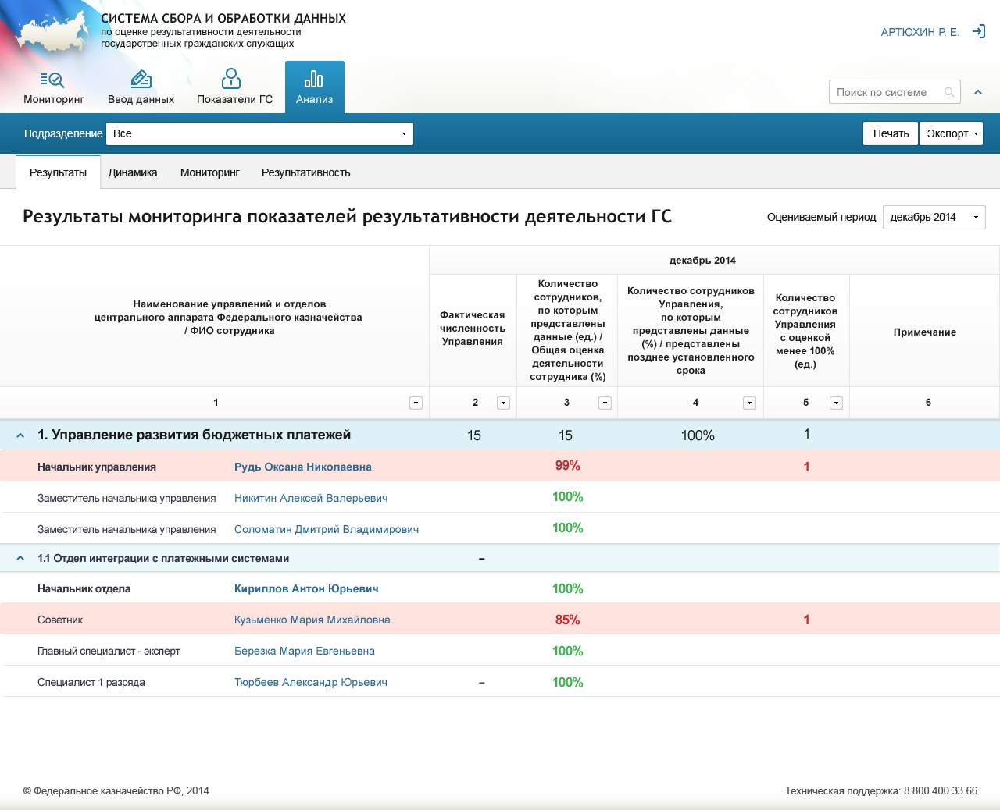 СИСТЕМА СБОРА И ОБРАБОТКИ ДАННЫХ
по оценке результативности деятельности
государственных гражданских служащих
АРТЮХИН Р. Е.
Мониторинг
Ввод данных
Показатели ГС
Анализ
Поиск по системе
Подразделение
Все
Печать
Экспорт
Результаты
Динамика
Мониторинг
Результативность
Результаты мониторинга показателей результативности деятельности ГС
Оцениваемый период
декабрь 2014
Наименование управлений и отделов
центрального аппарата Федерального казначейства
/ ФИО сотрудника
декабрь 2014
Фактическая
численность
Управления
Количество
сотрудников,
по которым
представлены
данные (ед.) /
Общая оценка
деятельности
сотрудника (%)
Количество сотрудников
Управления,
по которым
представлены данные
(%) / представлены
позднее установленного
срока
Количество
сотрудников
Управления
с оценкой
менее 100%
(ед.)
Примечание
1 2 3 4 5 6
1. Управление развития бюджетных платежей 15 15 100% 1
Начальник управления Рудь Оксана Николаевна 99% 1
Заместитель начальника управления Никитин Алексей Валерьевич 100%
Заместитель начальника управления Соломатин Дмитрий Владимирович 100%
1.1 Отдел интеграции с платежными системами –
Начальник отдела Кириллов Антон Юрьевич 100%
Советник Кузьменко Мария Михайловна 85% 1
Главный специалист - эксперт Березка Мария Евгеньевна 100%
Специалист 1 разряда Тюрбеев Александр Юрьевич – 100%
© Федеральное казначейство РФ, 2014
Техническая поддержка: 8 800 400 33 66